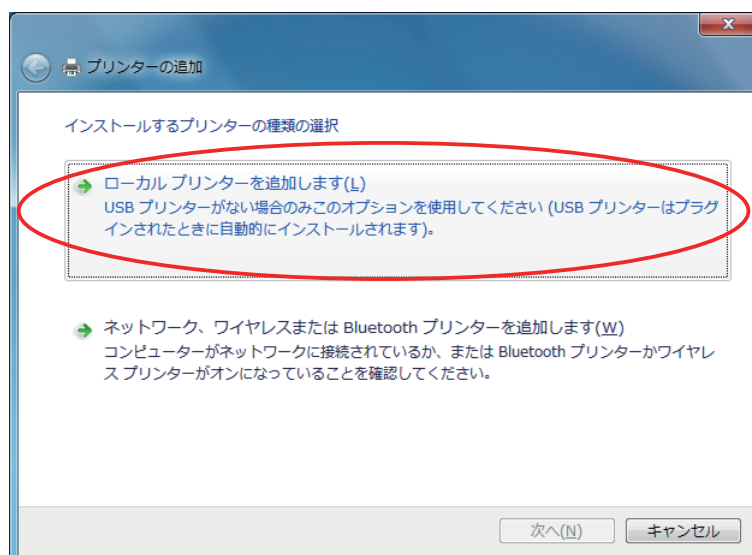 プリンターの追加
インストールするプリンターの種類の選択
ローカル プリンターを追加します(L)
USB プリンターがない場合のみこのオプションを使用してください (USB プリンターはプラグ
インされたときに自動的にインストールされます)。
ネットワーク、ワイヤレスまたは Bluetooth プリンターを追加します(W)
コンピューターがネットワークに接続されているか、または Bluetooth プリンターかワイヤレ
ス プリンターがオンになっていることを確認してください。
次へ(N)
キャンセル